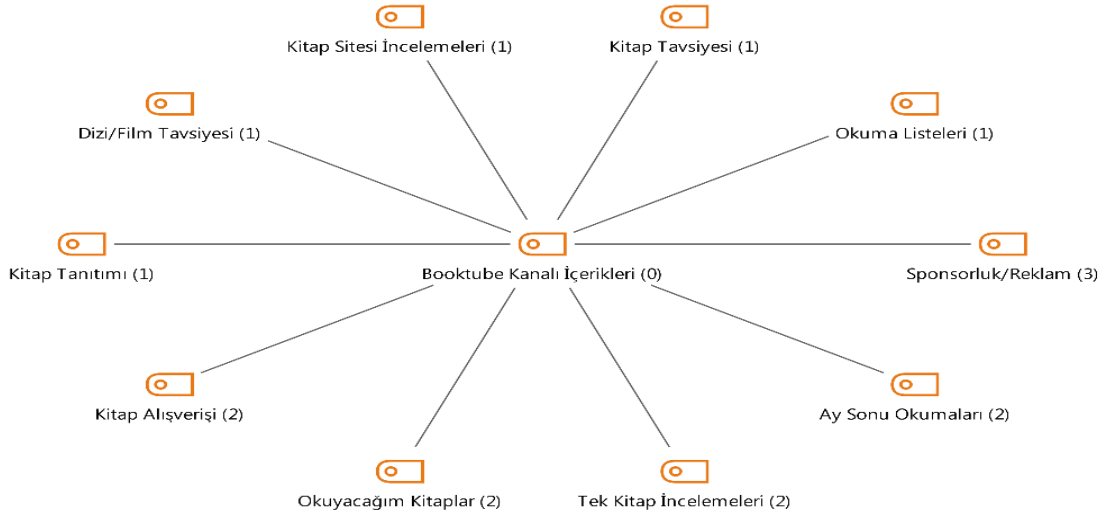 Kitap Sitesi İncelemeleri (1)
Kitap Tavsiyesi (1)
Dizi/Film Tavsiyesi (1)
Okuma Listeleri (1)
Kitap Tanıtımı (1)
Booktube Kanalı İçerikleri (0)
Sponsorluk/Reklam (3)
Kitap Alışverişi (2)
Ay Sonu Okumaları (2)
Okuyacağım Kitaplar (2)
Tek Kitap İncelemeleri (2)